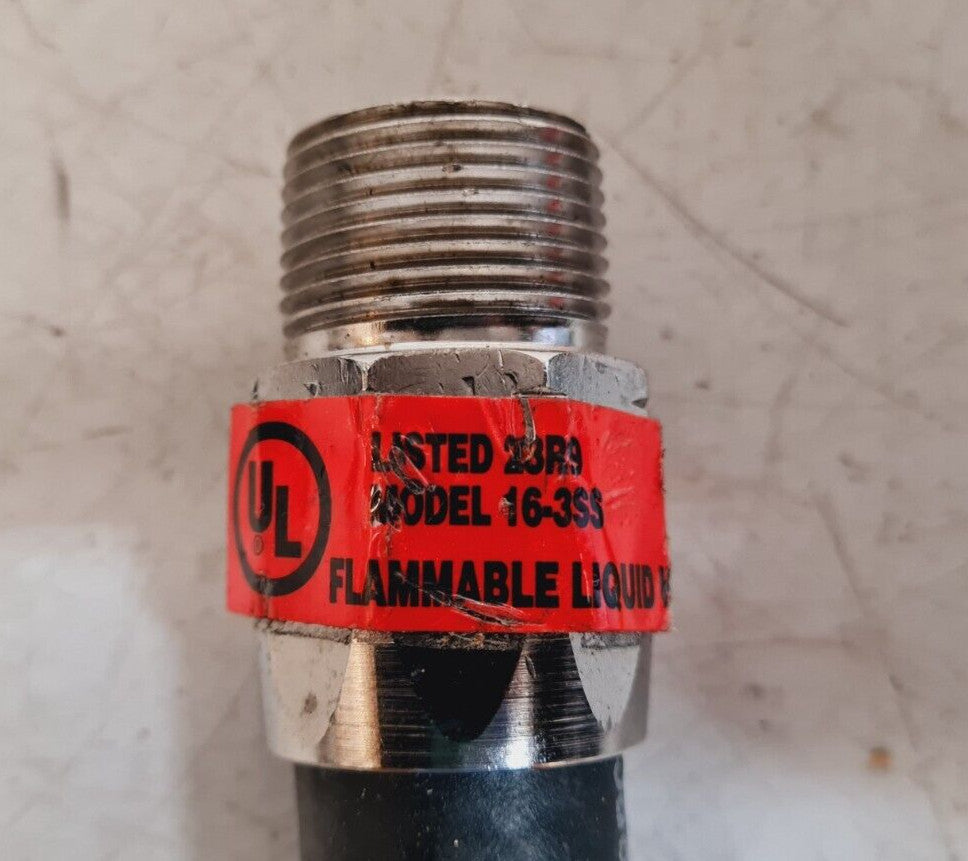 UL®
LISTED 23R9
MODEL 16-3SS
FLAMMABLE LIQUID